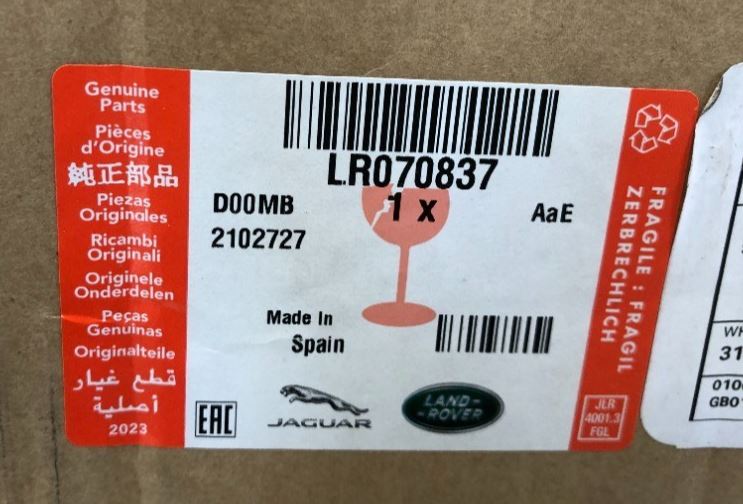 Genuine
Parts
Pièces
d'Origine
純正部品
Piezas
Originales
Ricambi
Originali
Originele
Onderdelen
Peças
Genuinas
Originalteile
قطع غيار
أصلية
2023
LR070837
1 x
D00MB
AaE
2102727
Made In
Spain
EAC
JAGUAR
LAND-
-ROVER
FRAGILE : FRAGIL
ZERBRECHLICH
JLR
4001.3
FGL
31
GB0